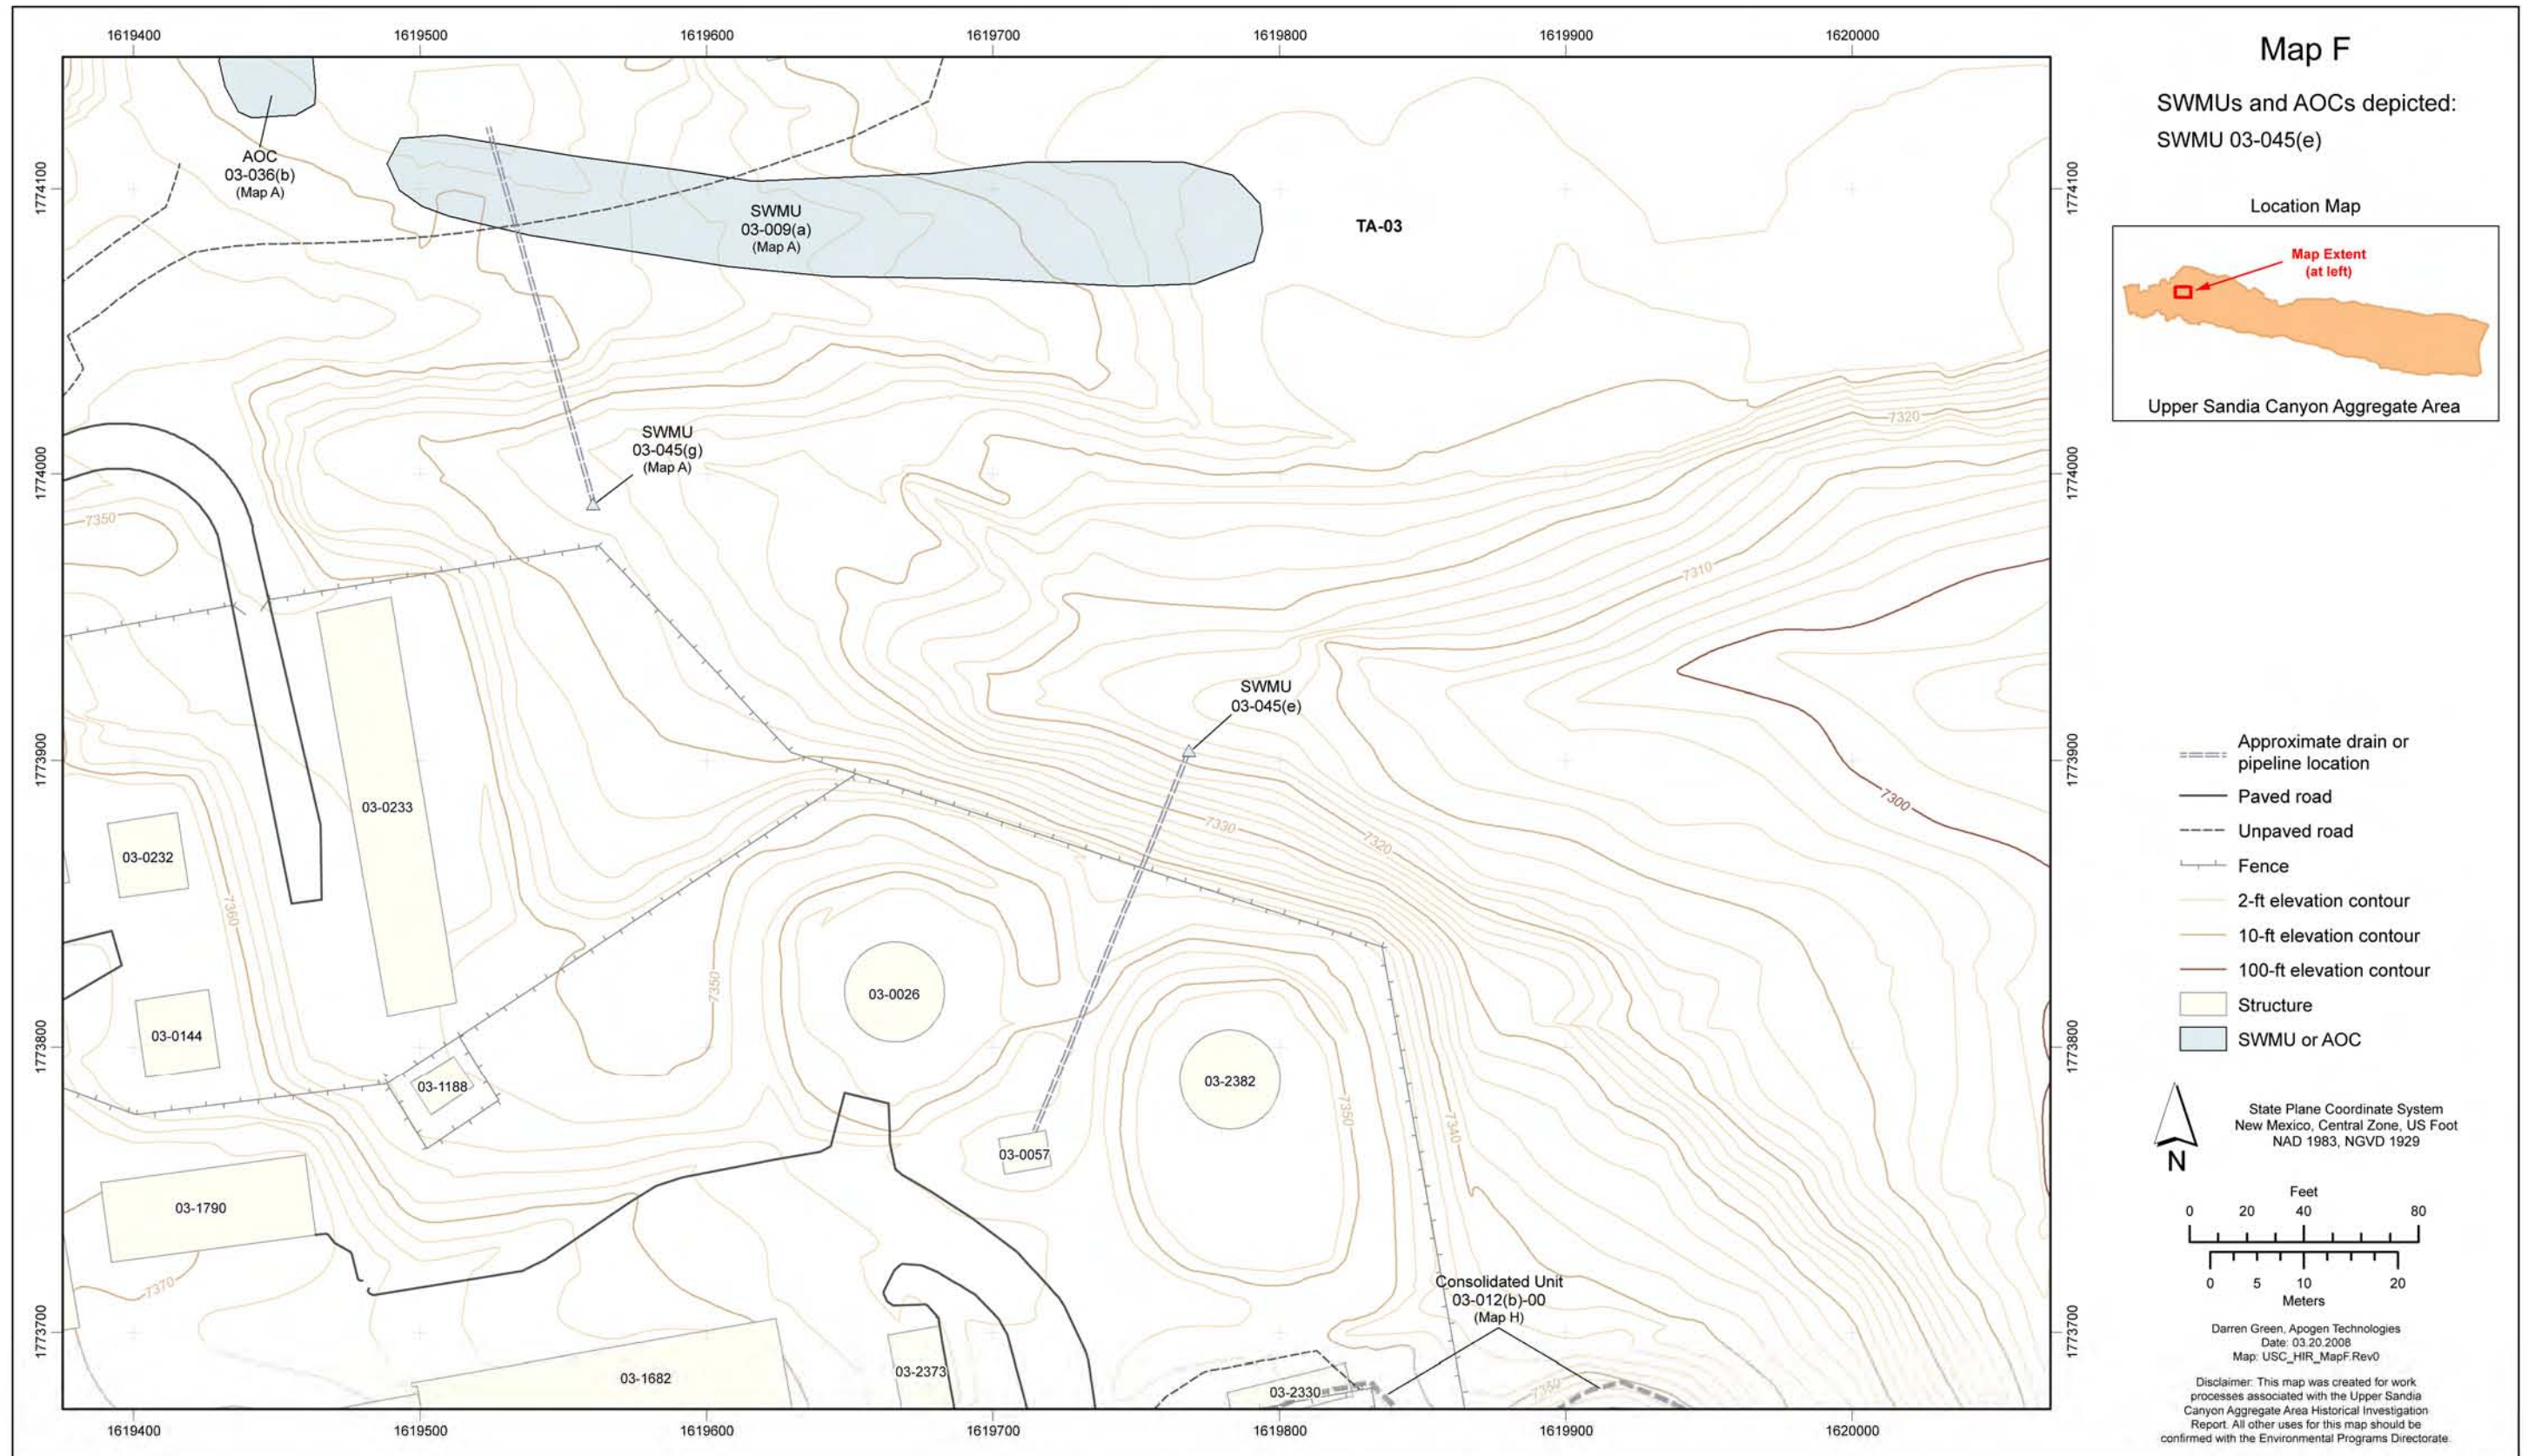 1619400 1619500 1619600 1619700 1619800 1619900 1620000
Map F
SWMUs and AOCs depicted:
SWMU 03-045(e)
Location Map
Map Extent
(at left)
Upper Sandia Canyon Aggregate Area
AOC
03-036(b)
(Map A)
SWMU
03-009(a)
(Map A)
TA-03
1774100
1774100
SWMU
03-045(g)
(Map A)
7320
1774000
1774000
7350
7310
SWMU
03-045(e)
1773900
1773900
7300
03-0233
7330
7320
03-0232
7360
7350
03-0026
03-0144
03-1188
03-2382
1773800
1773800
7350
7340
03-0057
03-1790
7370
Consolidated Unit
03-012(b)-00
(Map H)
1773700
1773700
03-1682
03-2373
03-2330
7350
1619400 1619500 1619600 1619700 1619800 1619900 1620000
Approximate drain or
pipeline location
Paved road
Unpaved road
Fence
2-ft elevation contour
10-ft elevation contour
100-ft elevation contour
Structure
SWMU or AOC
N
State Plane Coordinate System
New Mexico, Central Zone, US Foot
NAD 1983, NGVD 1929
Feet
0 20 40 80
0 5 10 20
Meters
Darren Green, Apogen Technologies
Date: 03.20.2008
Map: USC_HIR_MapF.Rev0
Disclaimer: This map was created for work
processes associated with the Upper Sandia
Canyon Aggregate Area Historical Investigation
Report. All other uses for this map should be
confirmed with the Environmental Programs Directorate.